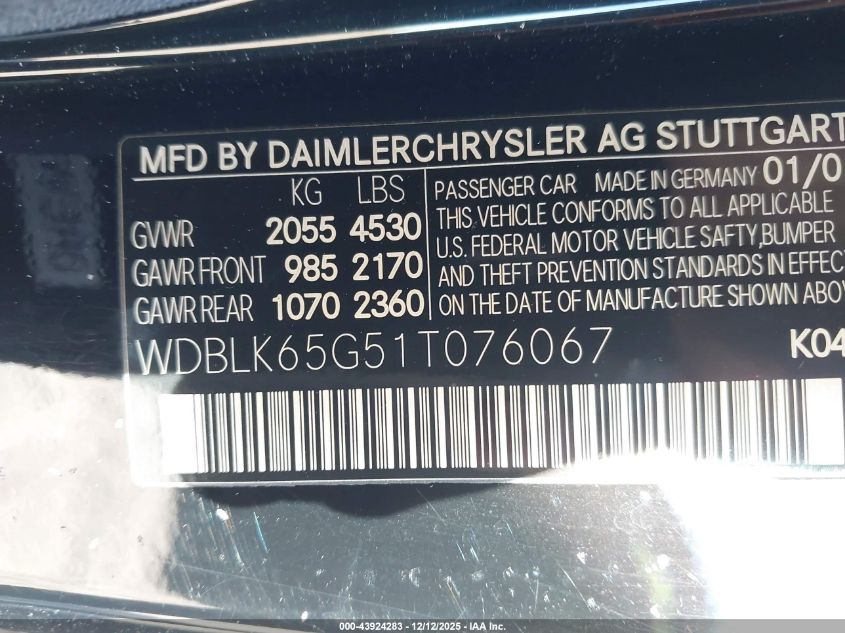 MFD BY DAIMLERCHRYSLER AG STUTTGART
KG LBS
GVWR 2055 4530
GAWR FRONT 985 2170
GAWR REAR 1070 2360
PASSENGER CAR MADE IN GERMANY 01/0
THIS VEHICLE CONFORMS TO ALL APPLICABLE
U.S. FEDERAL MOTOR VEHICLE SAFTY,BUMPER
AND THEFT PREVENTION STANDARDS IN EFFEC
ON THE DATE OF MANUFACTURE SHOWN ABOV
WDBLK65G51T076067 K04
000-43924283 - 12/12/2025 - IAA Inc.